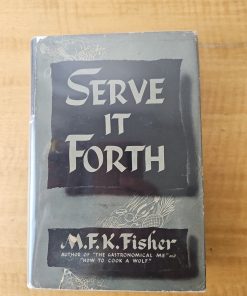 SERVE
IT
FORTH
M.F.K. Fisher
AUTHOR OF "THE GASTRONOMICAL ME" and
"HOW TO COOK A WOLF"